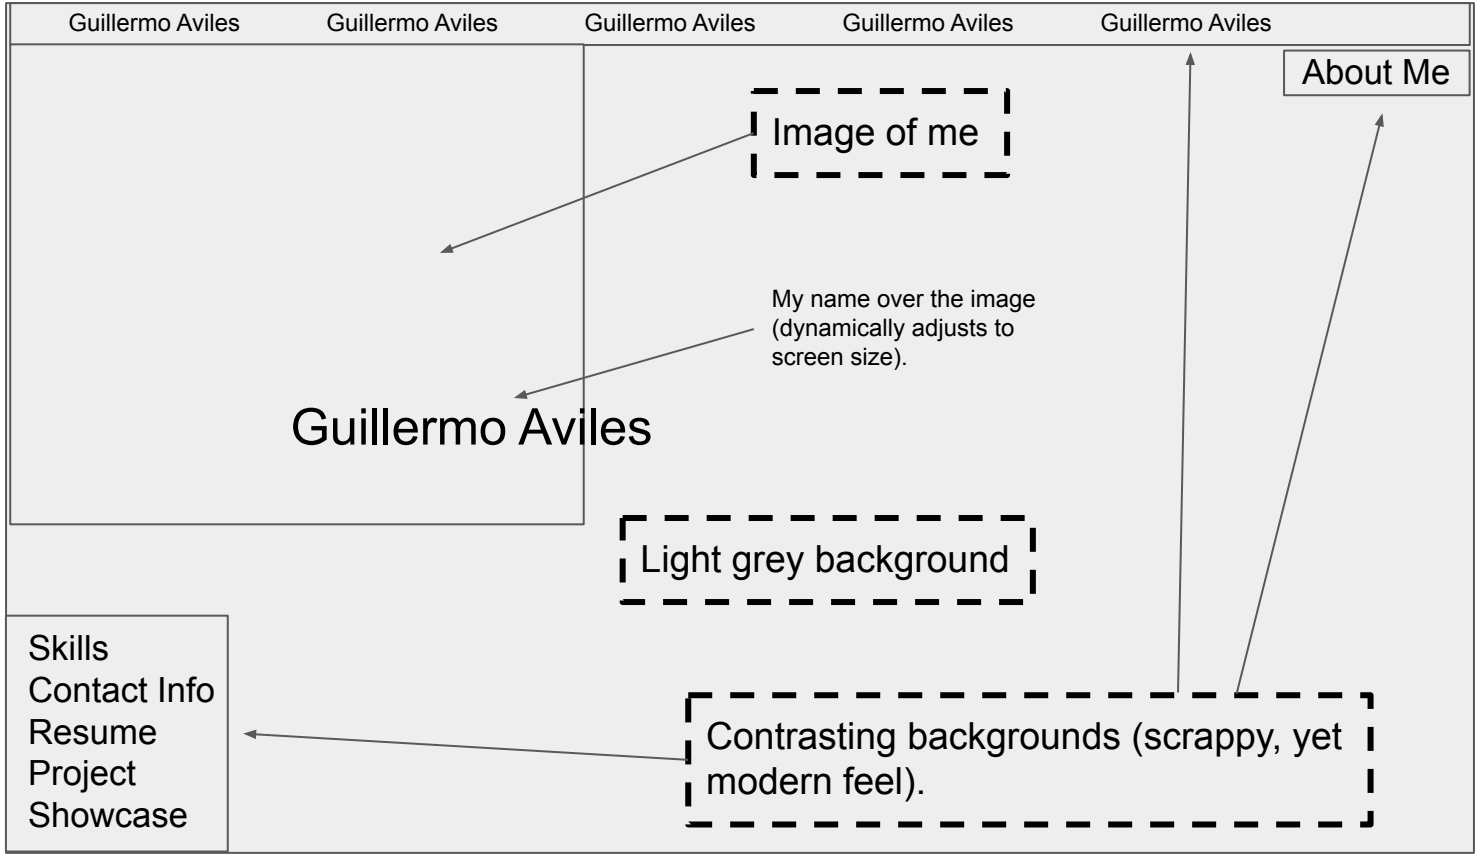 Guillermo Aviles Guillermo Aviles Guillermo Aviles Guillermo Aviles Guillermo Aviles
About Me
Image of me
My name over the image
(dynamically adjusts to
screen size).
Guillermo Aviles
Light grey background
Skills
Contact Info
Resume
Project
Showcase
Contrasting backgrounds (scrappy, yet
modern feel).